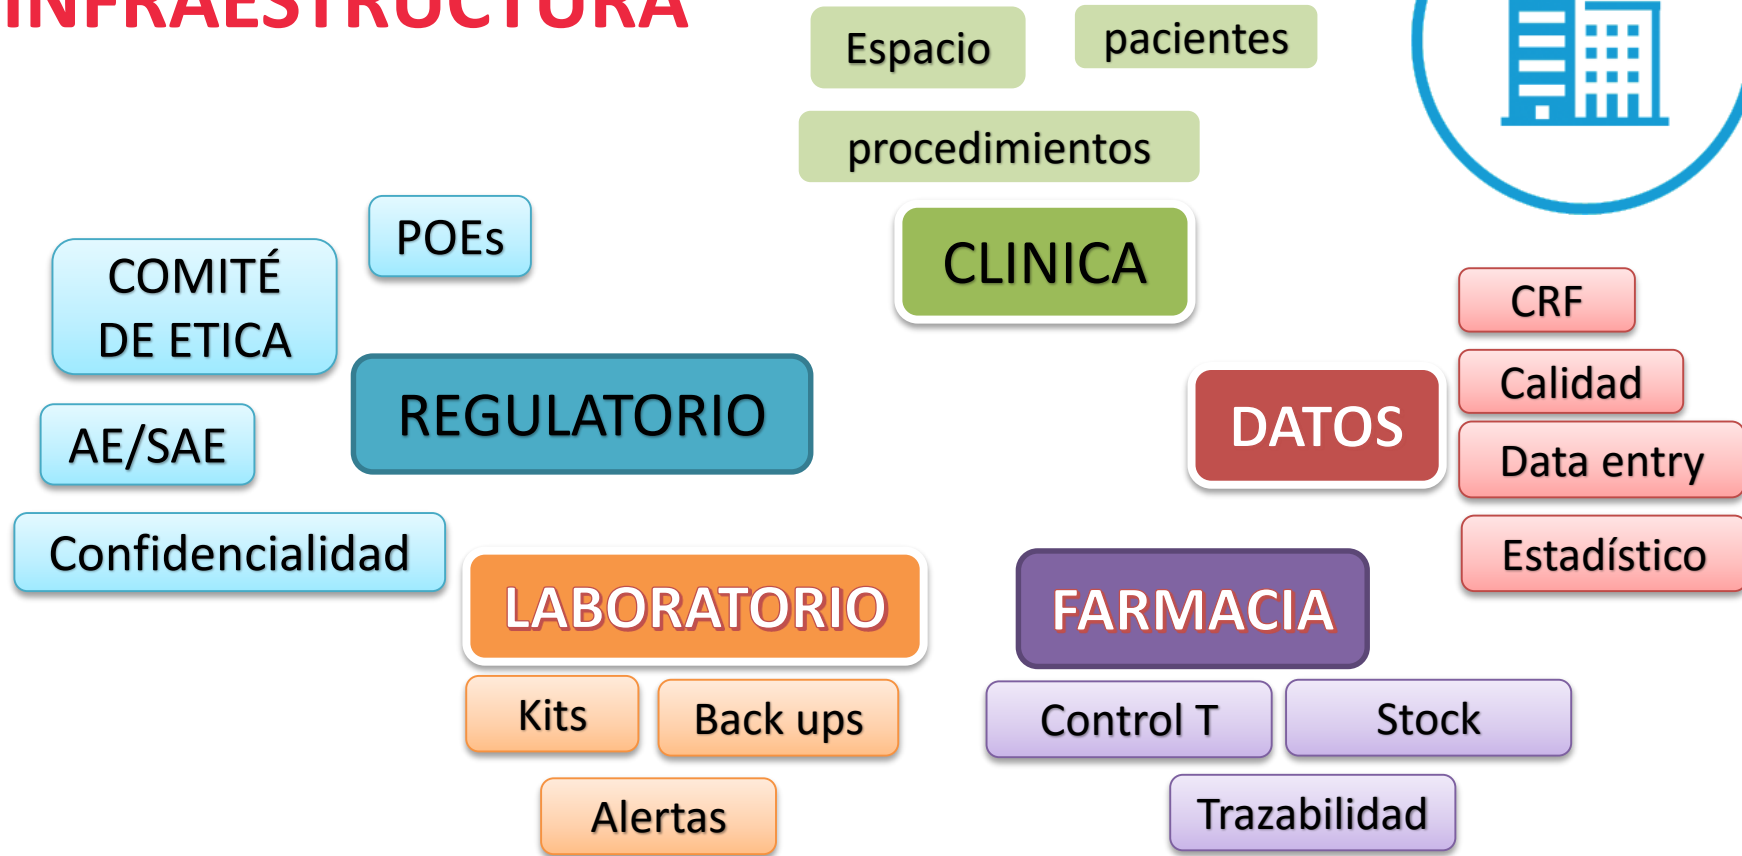 INFRAESTRUCTURA
Espacio
pacientes
procedimientos
CLINICA
POEs
COMITÉ
DE ETICA
REGULATORIO
AE/SAE
Confidencialidad
DATOS
CRF
Calidad
Data entry
Estadístico
LABORATORIO
Kits
Back ups
Alertas
FARMACIA
Control T
Stock
Trazabilidad